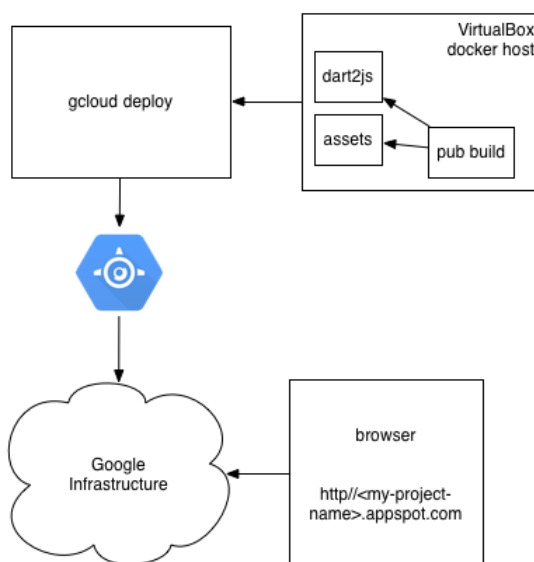 VirtualBox
docker host
dart2js
gcloud deploy
assets
pub build
browser
Google
Infrastructure
http//<my-project-
name>.appspot.com